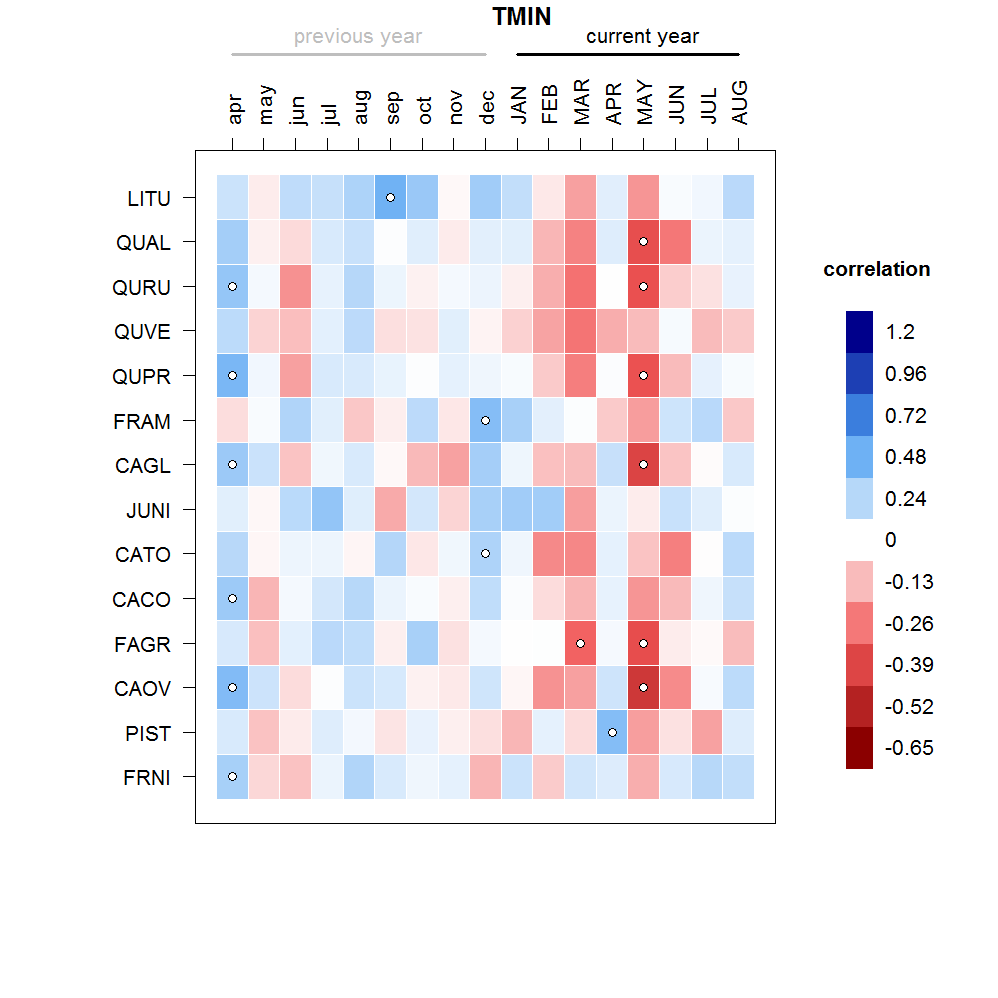 TMIN
previous year current year
apr may jun jul aug sep oct nov dec JAN FEB MAR APR MAY JUN JUL AUG
LITU
QUAL
QURU
QUVE
QUPR
FRAM
CAGL
JUNI
CATO
CACO
FAGR
CAOV
PIST
FRNI
correlation
1.2
0.96
0.72
0.48
0.24
0
-0.13
-0.26
-0.39
-0.52
-0.65